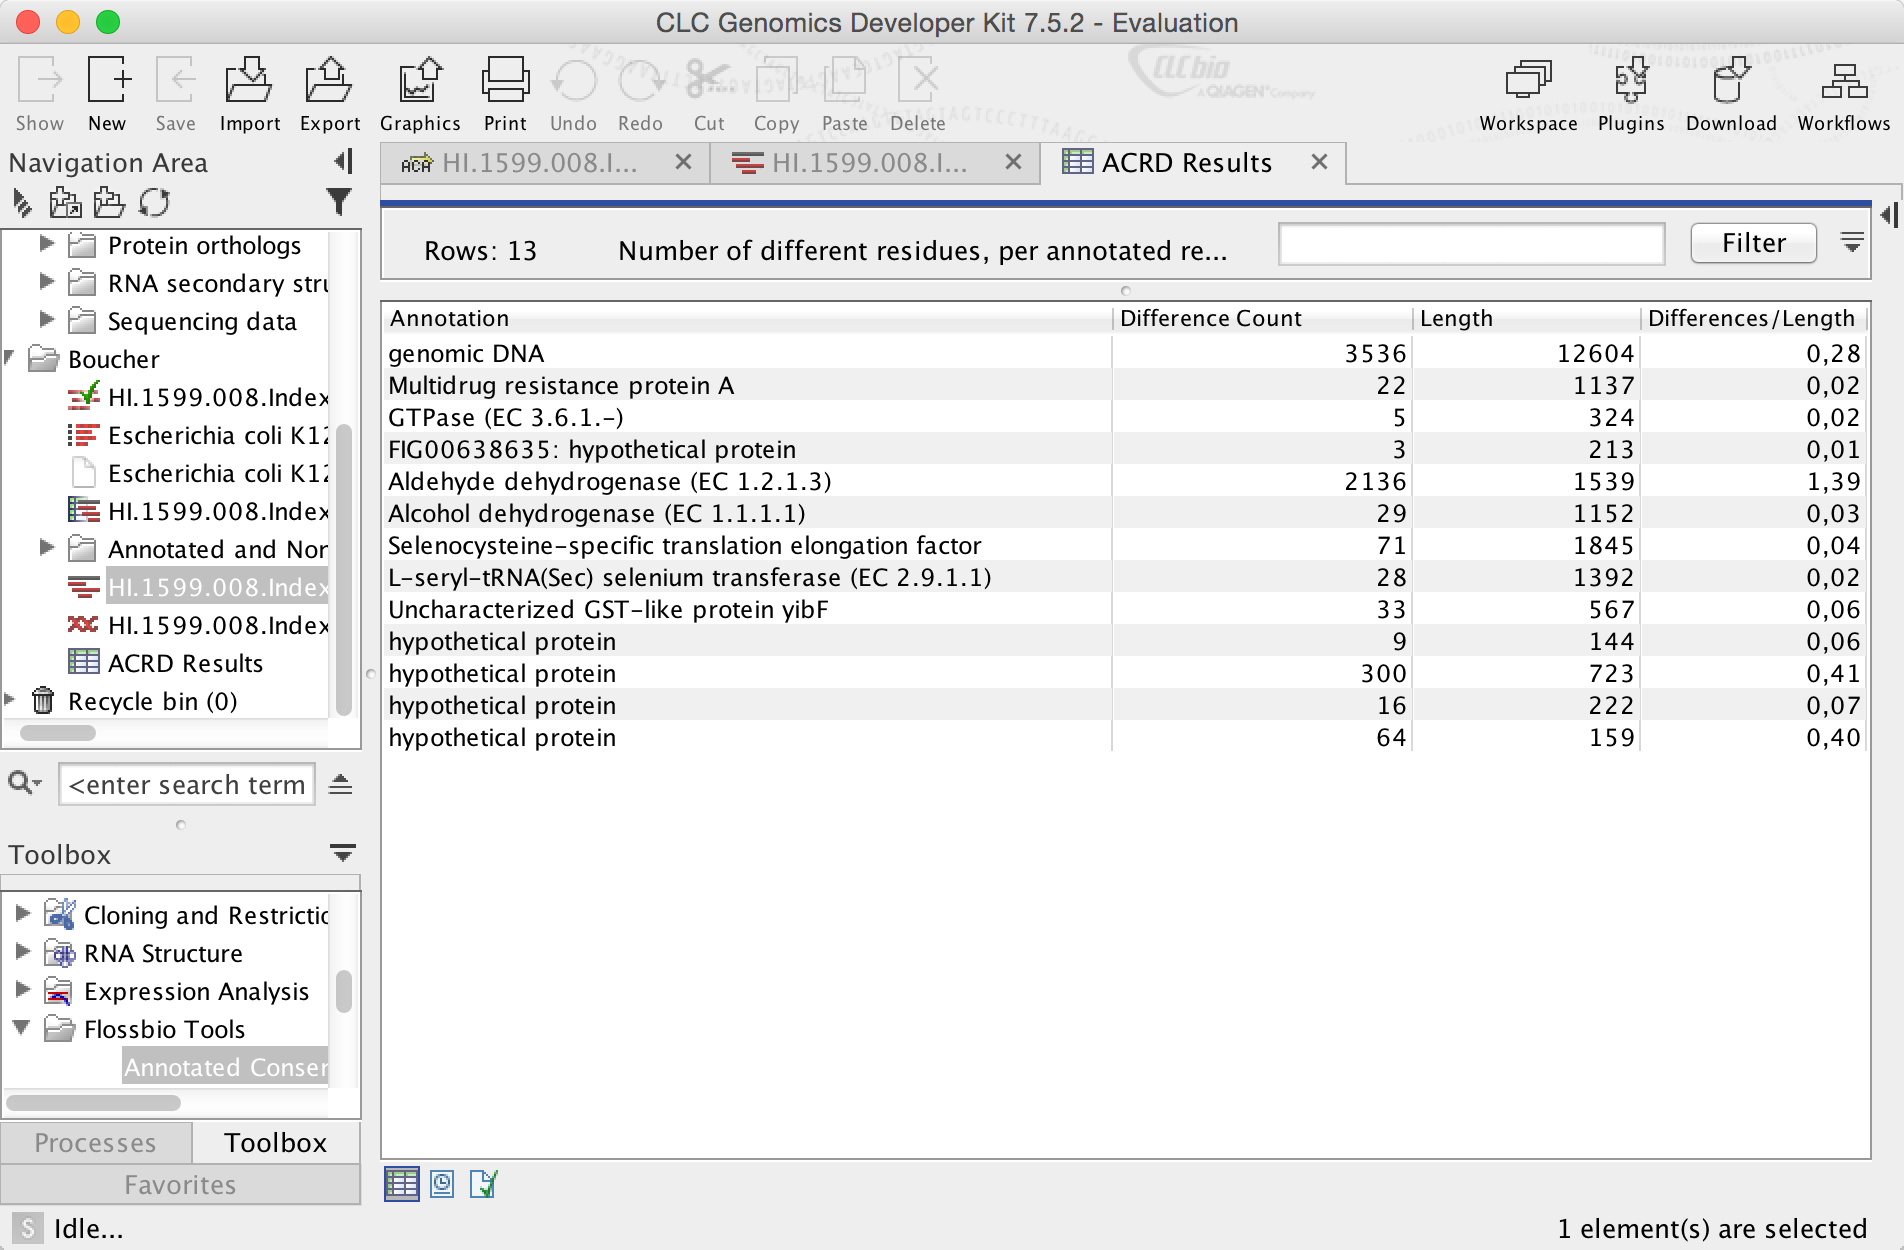 CLC Genomics Developer Kit 7.5.2 - Evaluation
Show New Save Import Export Graphics Print Undo Redo Cut Copy Paste Delete Workspace Plugins Download Workflows
CLC bio
A QIAGEN Company
Navigation Area
HI.1599.008.I... HI.1599.008.I... ACRD Results
Rows: 13 Number of different residues, per annotated re... Filter
Protein orthologs
RNA secondary stru
Sequencing data
Boucher
HI.1599.008.Index
Escherichia coli K12
Escherichia coli K12
HI.1599.008.Index
Annotated and Non
HI.1599.008.Index
HI.1599.008.Index
ACRD Results
Recycle bin (0)
<enter search term
Toolbox
Cloning and Restrictio
RNA Structure
Expression Analysis
Flossbio Tools
Annotated Conser
Processes Toolbox
Favorites
Annotation Difference Count Length Differences/Length
genomic DNA 3536 12604 0,28
Multidrug resistance protein A 22 1137 0,02
GTPase (EC 3.6.1.-) 5 324 0,02
FIG00638635: hypothetical protein 3 213 0,01
Aldehyde dehydrogenase (EC 1.2.1.3) 2136 1539 1,39
Alcohol dehydrogenase (EC 1.1.1.1) 29 1152 0,03
Selenocysteine-specific translation elongation factor 71 1845 0,04
L-seryl-tRNA(Sec) selenium transferase (EC 2.9.1.1) 28 1392 0,02
Uncharacterized GST-like protein yibF 33 567 0,06
hypothetical protein 9 144 0,06
hypothetical protein 300 723 0,41
hypothetical protein 16 222 0,07
hypothetical protein 64 159 0,40
S Idle... 1 element(s) are selected